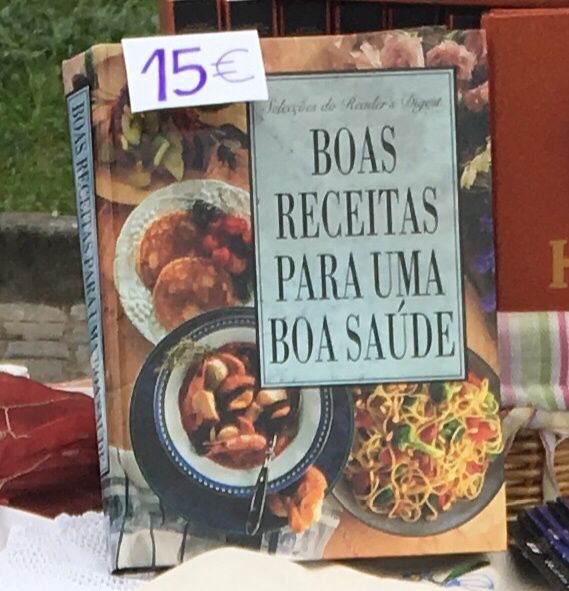 15€
Selecções do Reader's Digest
BOAS
RECEITAS
PARA UMA
BOA SAÚDE
BOAS RECEITAS PARA UMA BOA SAÚDE
H